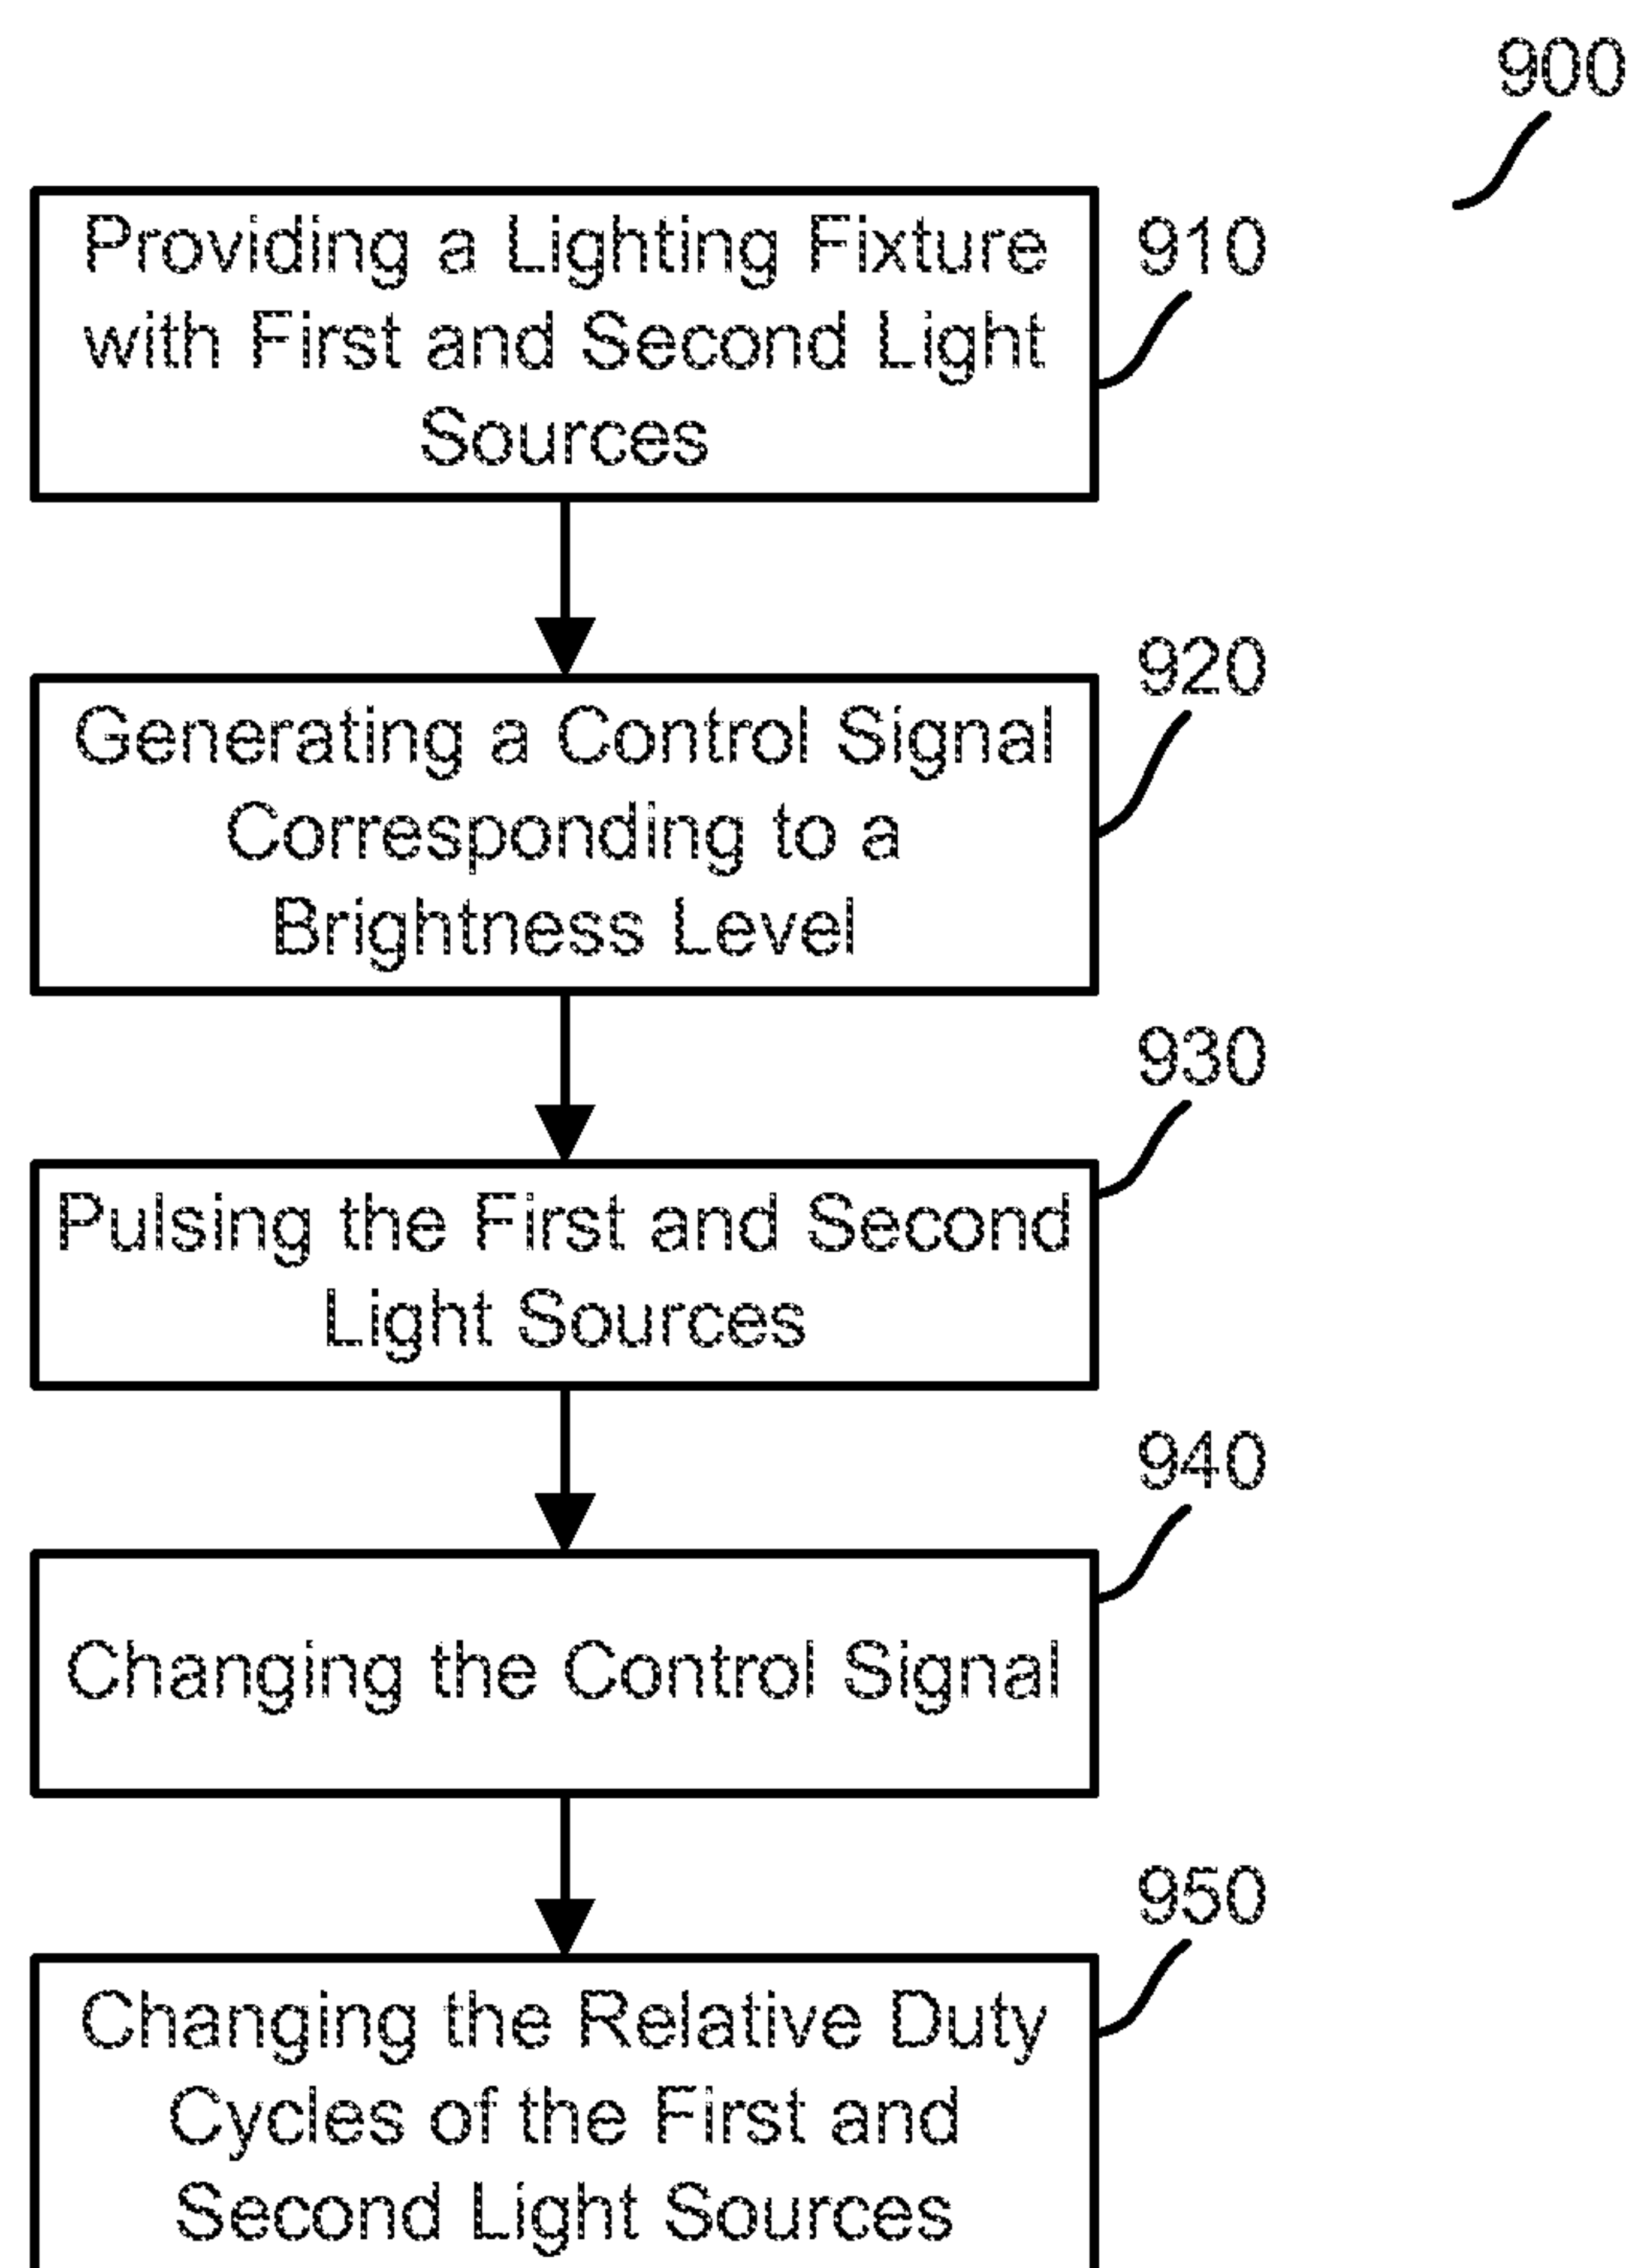 900
Providing a Lighting Fixture
with First and Second Light
Sources
910
Generating a Control Signal
Corresponding to a
Brightness Level
920
Pulsing the First and Second
Light Sources
930
Changing the Control Signal
940
Changing the Relative Duty
Cycles of the First and
Second Light Sources
950